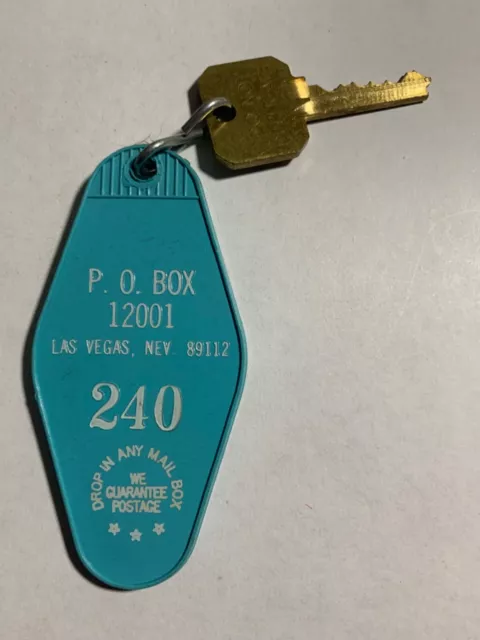 P. O. BOX
12001
LAS VEGAS, NEV. 89112
240
DROP IN ANY MAIL BOX
WE
GUARANTEE
POSTAGE